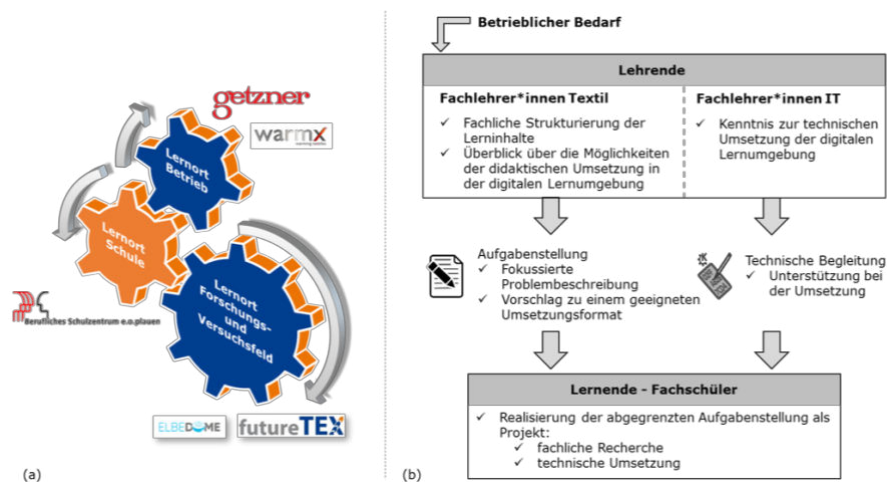 getzner
warmx
Lernort
Betrieb
Lernort
Schule
Lernort
Forschungs-
und
Versuchsfeld
Berufliches Schulzentrum e.o.plauen
ELBEDOME
futureTEX
(a)
Betrieblicher Bedarf
Lehrende
Fachlehrer*innen Textil
✓ Fachliche Strukturierung der
Lerninhalte
✓ Überblick über die Möglichkeiten
der didaktischen Umsetzung in
der digitalen Lernumgebung
Fachlehrer*innen IT
✓ Kenntnis zur technischen
Umsetzung der digitalen
Lernumgebung
Aufgabenstellung
✓ Fokussierte
Problembeschreibung
✓ Vorschlag zu einem geeigneten
Umsetzungsformat
Technische Begleitung
✓ Unterstützung bei
der Umsetzung
Lernende - Fachschüler
✓ Realisierung der abgegrenzten Aufgabenstellung als
Projekt:
✓ fachliche Recherche
✓ technische Umsetzung
(b)